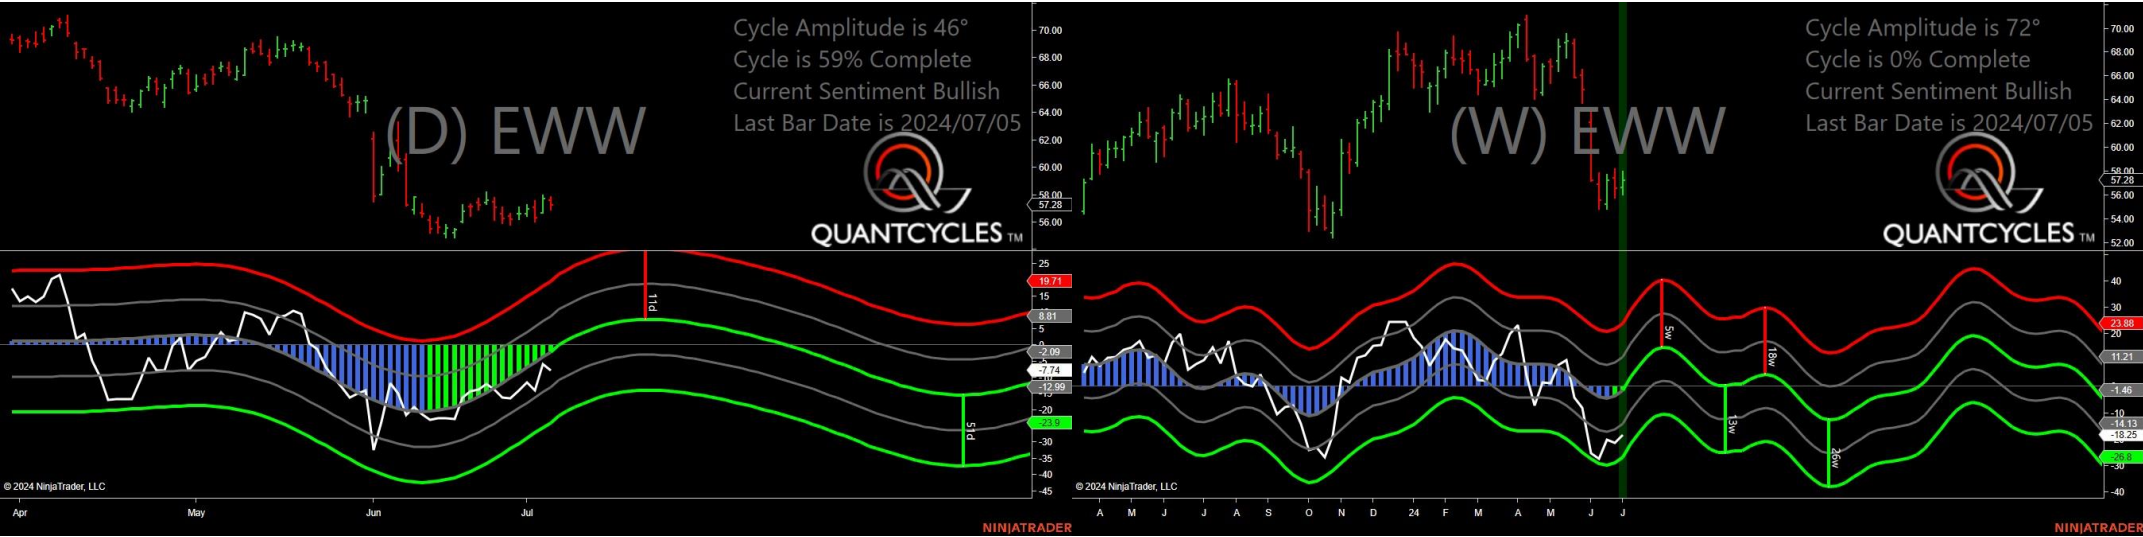 Cycle Amplitude is 46°
Cycle is 59% Complete
Current Sentiment Bullish
Last Bar Date is 2024/07/05
(D) EWW
QUANTCYCLES TM
70.00
68.00
66.00
64.00
62.00
60.00
58.00
57.28
56.00
25
19.71
15
8.81
5
0
-2.09
-7.74
-12.99
-15
-20
-23.9
-30
-35
-40
-45
11d
51d
© 2024 NinjaTrader, LLC
Apr May Jun Jul
NINJATRADER
Cycle Amplitude is 72°
Cycle is 0% Complete
Current Sentiment Bullish
Last Bar Date is 2024/07/05
(W) EWW
QUANTCYCLES TM
70.00
68.00
66.00
64.00
62.00
60.00
58.00
57.28
56.00
54.00
52.00
40
30
23.88
20
11.21
-1.46
-10
-14.13
-18.25
-26.8
-30
-40
5w
18w
13w
26w
© 2024 NinjaTrader, LLC
A M J J A S O N D 24 F M A M J J
NINJATRADER